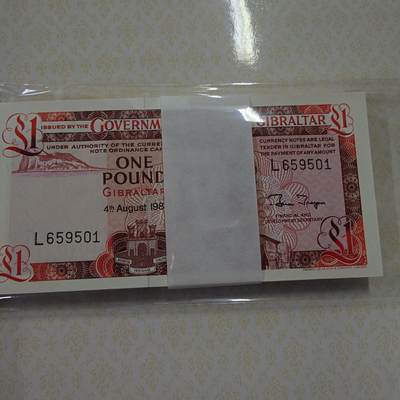 £1 ISSUED BY THE GOVERNM GIBRALTAR £1
UNDER AUTHORITY OF THE CURRE CURRENCY NOTES ARE LEGAL
NOTE ORDINANCE CA TENDER IN GIBRALTAR FOR
THE PAYMENT OF ANY AMOUNT
ONE
POUND
L659501
GIBRALTAR
4th August 198
FINANCIAL AND
DEVELOPMENT SECRETARY
L659501
£1 £1